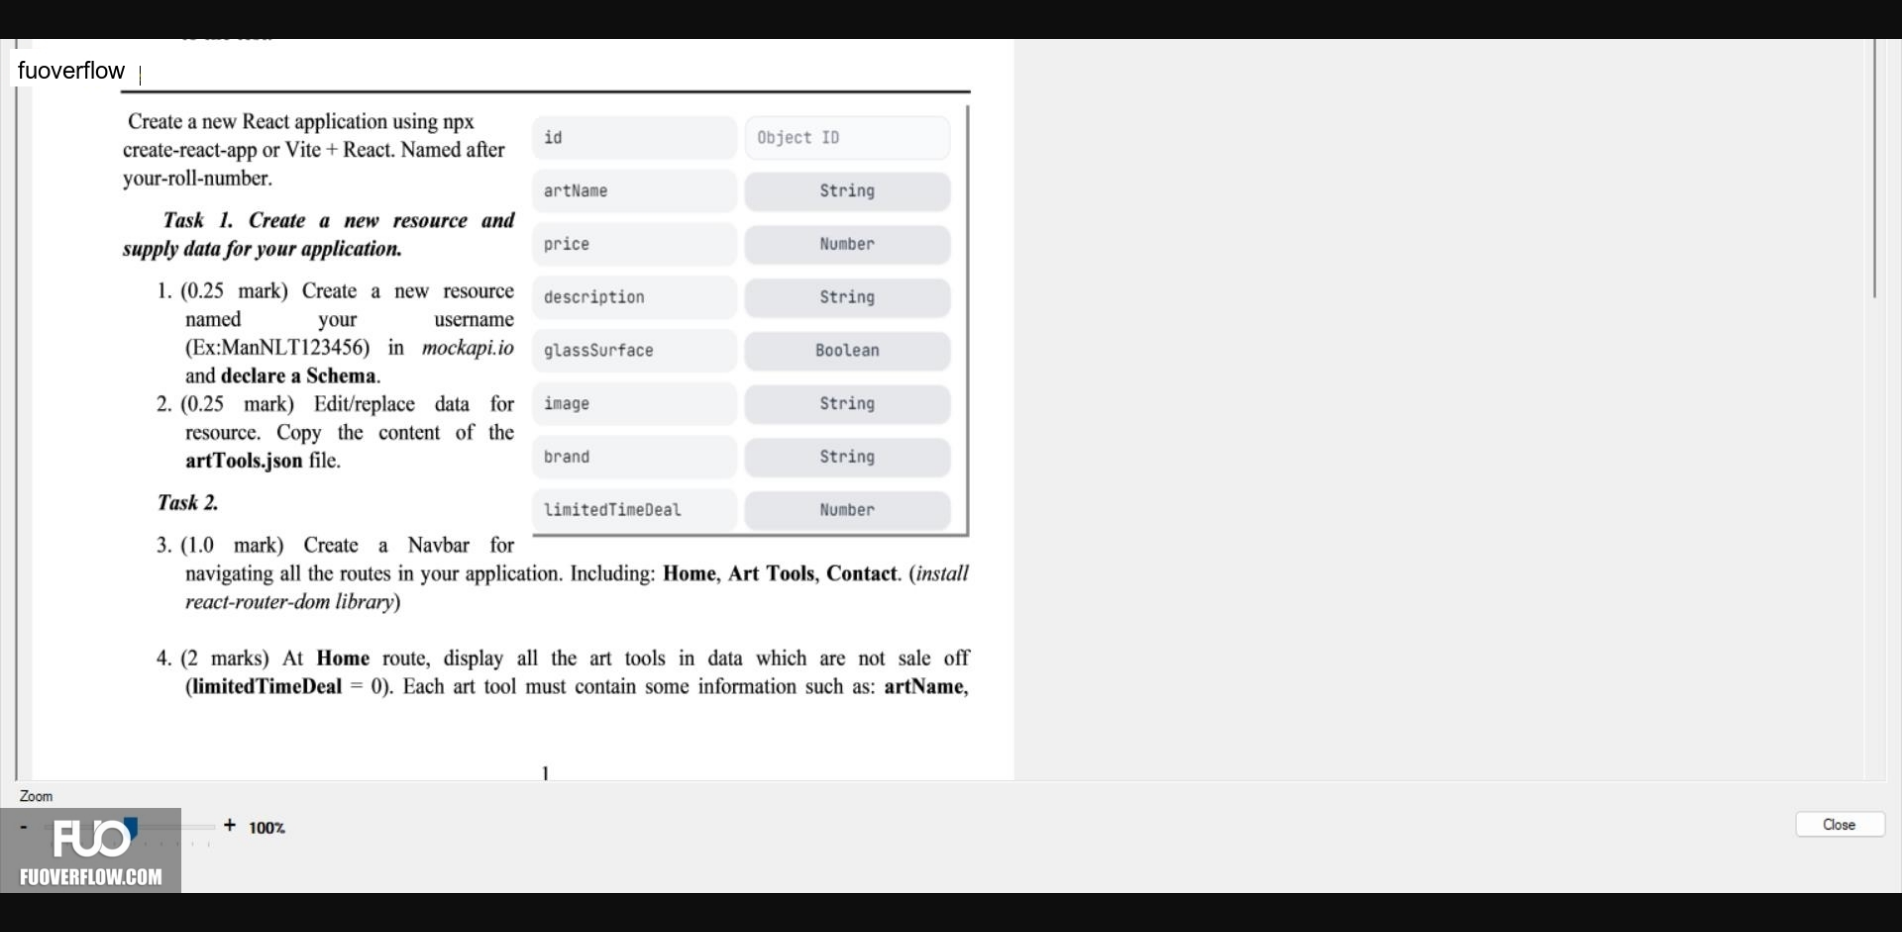 fuoverflow
Create a new React application using npx
create-react-app or Vite + React. Named after
your-roll-number.
Task 1. Create a new resource and
supply data for your application.
1. (0.25 mark) Create a new resource
named your username
(Ex:ManNLT123456) in mockapi.io
and declare a Schema.
2. (0.25 mark) Edit/replace data for
resource. Copy the content of the
artTools.json file.
Task 2.
id Object ID
artName String
price Number
description String
glassSurface Boolean
image String
brand String
limitedTimeDeal Number
3. (1.0 mark) Create a Navbar for
navigating all the routes in your application. Including: Home, Art Tools, Contact. (install
react-router-dom library)
4. (2 marks) At Home route, display all the art tools in data which are not sale off
(limitedTimeDeal = 0). Each art tool must contain some information such as: artName,
1
Zoom
- + 100%
Close
FUO
FUOVERFLOW.COM